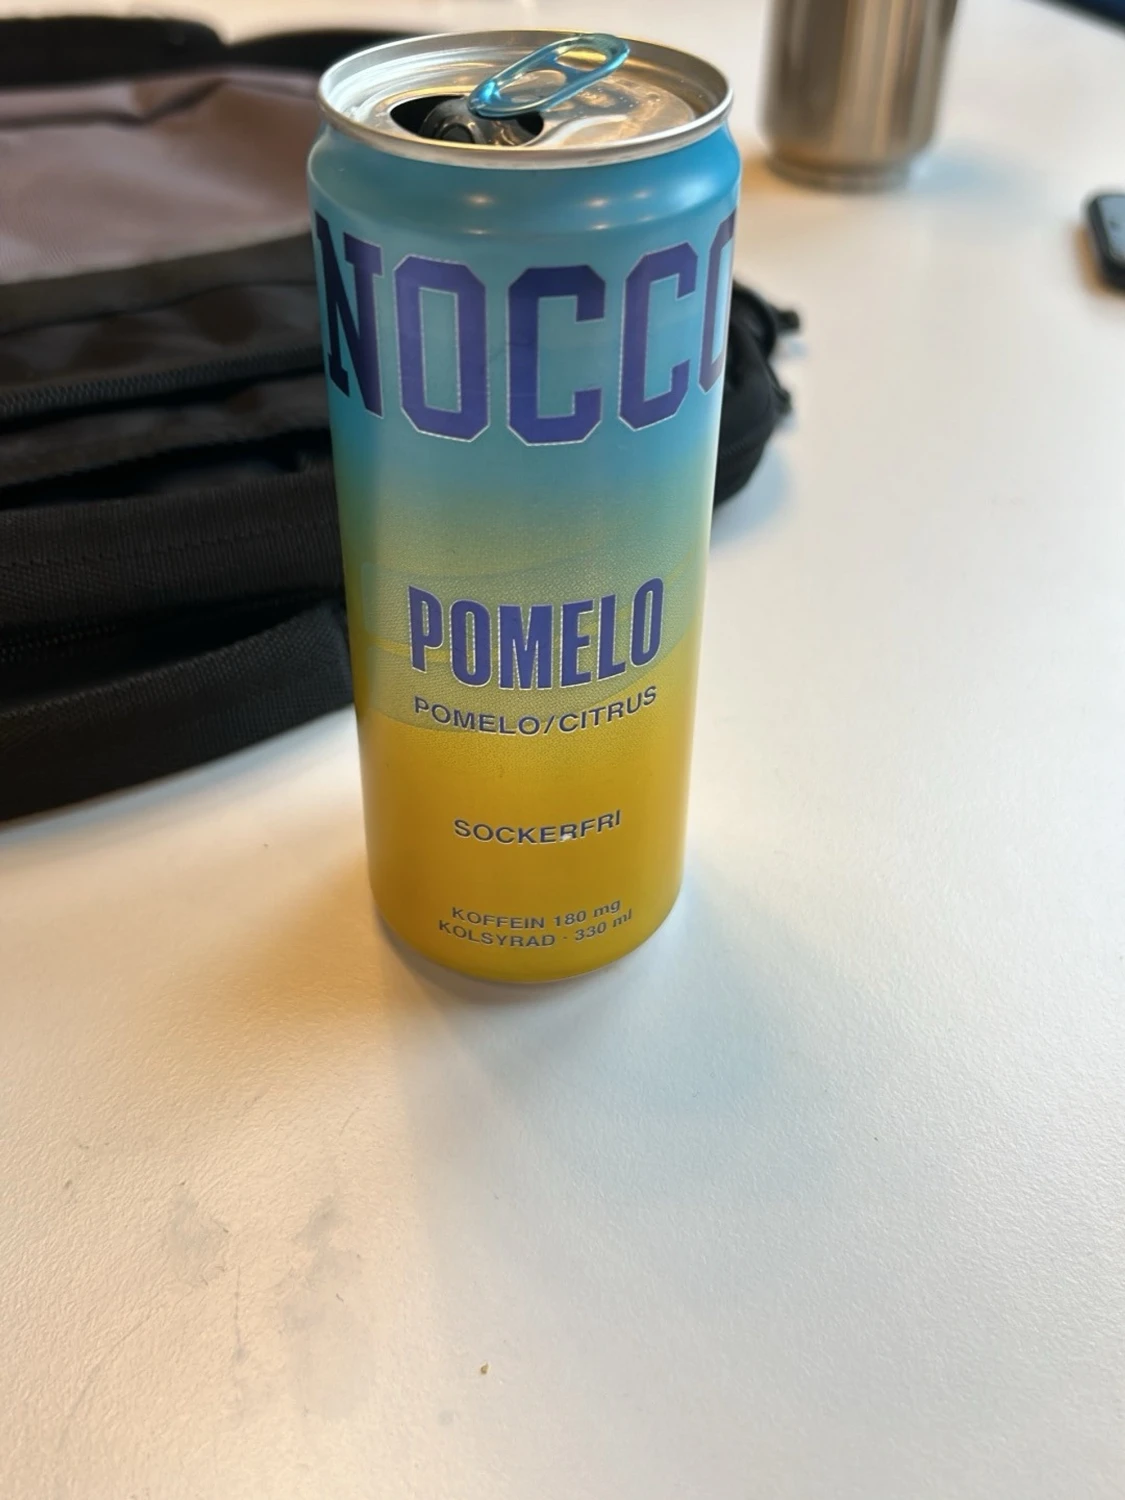 NOCCO
POMELO
POMELO/CITRUS
SOCKERFRI
KOFFEIN 180 mg
KOLSYRAD · 330 ml